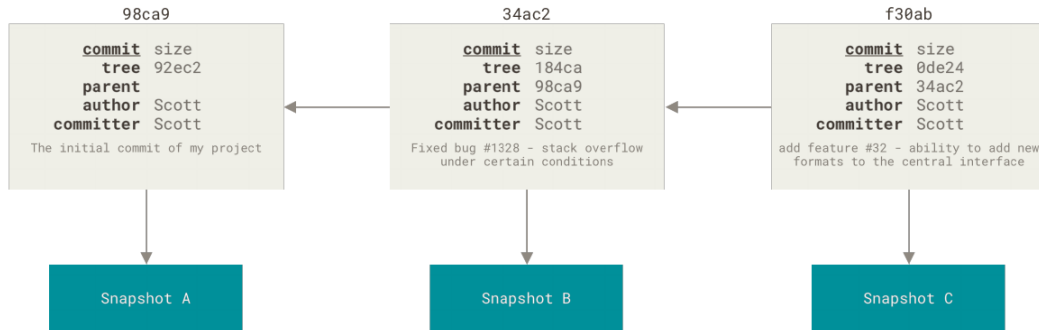 98ca9
commit size
tree 92ec2
parent
author Scott
committer Scott
The initial commit of my project
Snapshot A
34ac2
commit size
tree 184ca
parent 98ca9
author Scott
committer Scott
Fixed bug #1328 - stack overflow
under certain conditions
Snapshot B
f30ab
commit size
tree 0de24
parent 34ac2
author Scott
committer Scott
add feature #32 - ability to add new
formats to the central interface
Snapshot C